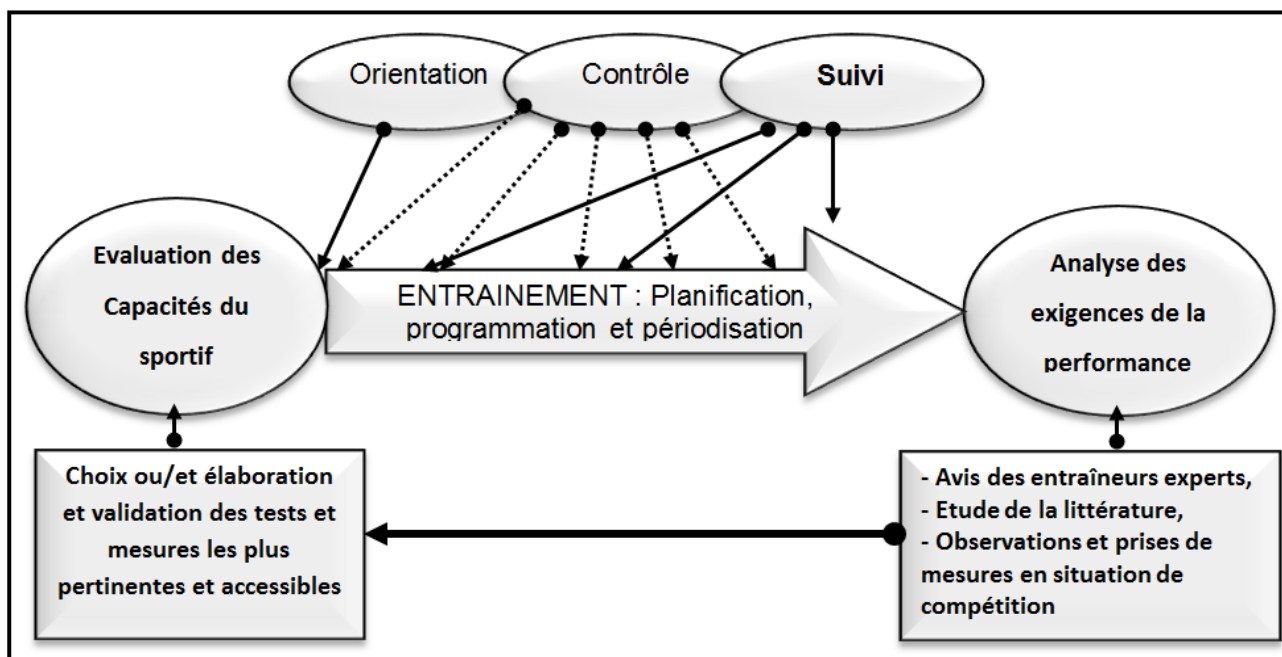 Orientation
Contrôle
Suivi
Evaluation des
Capacités du
sportif
ENTRAINEMENT : Planification,
programmation et périodisation
Analyse des
exigences de la
performance
Choix ou/et élaboration
et validation des tests et
mesures les plus
pertinentes et accessibles
- Avis des entraîneurs experts,
- Etude de la littérature,
- Observations et prises de
mesures en situation de
compétition